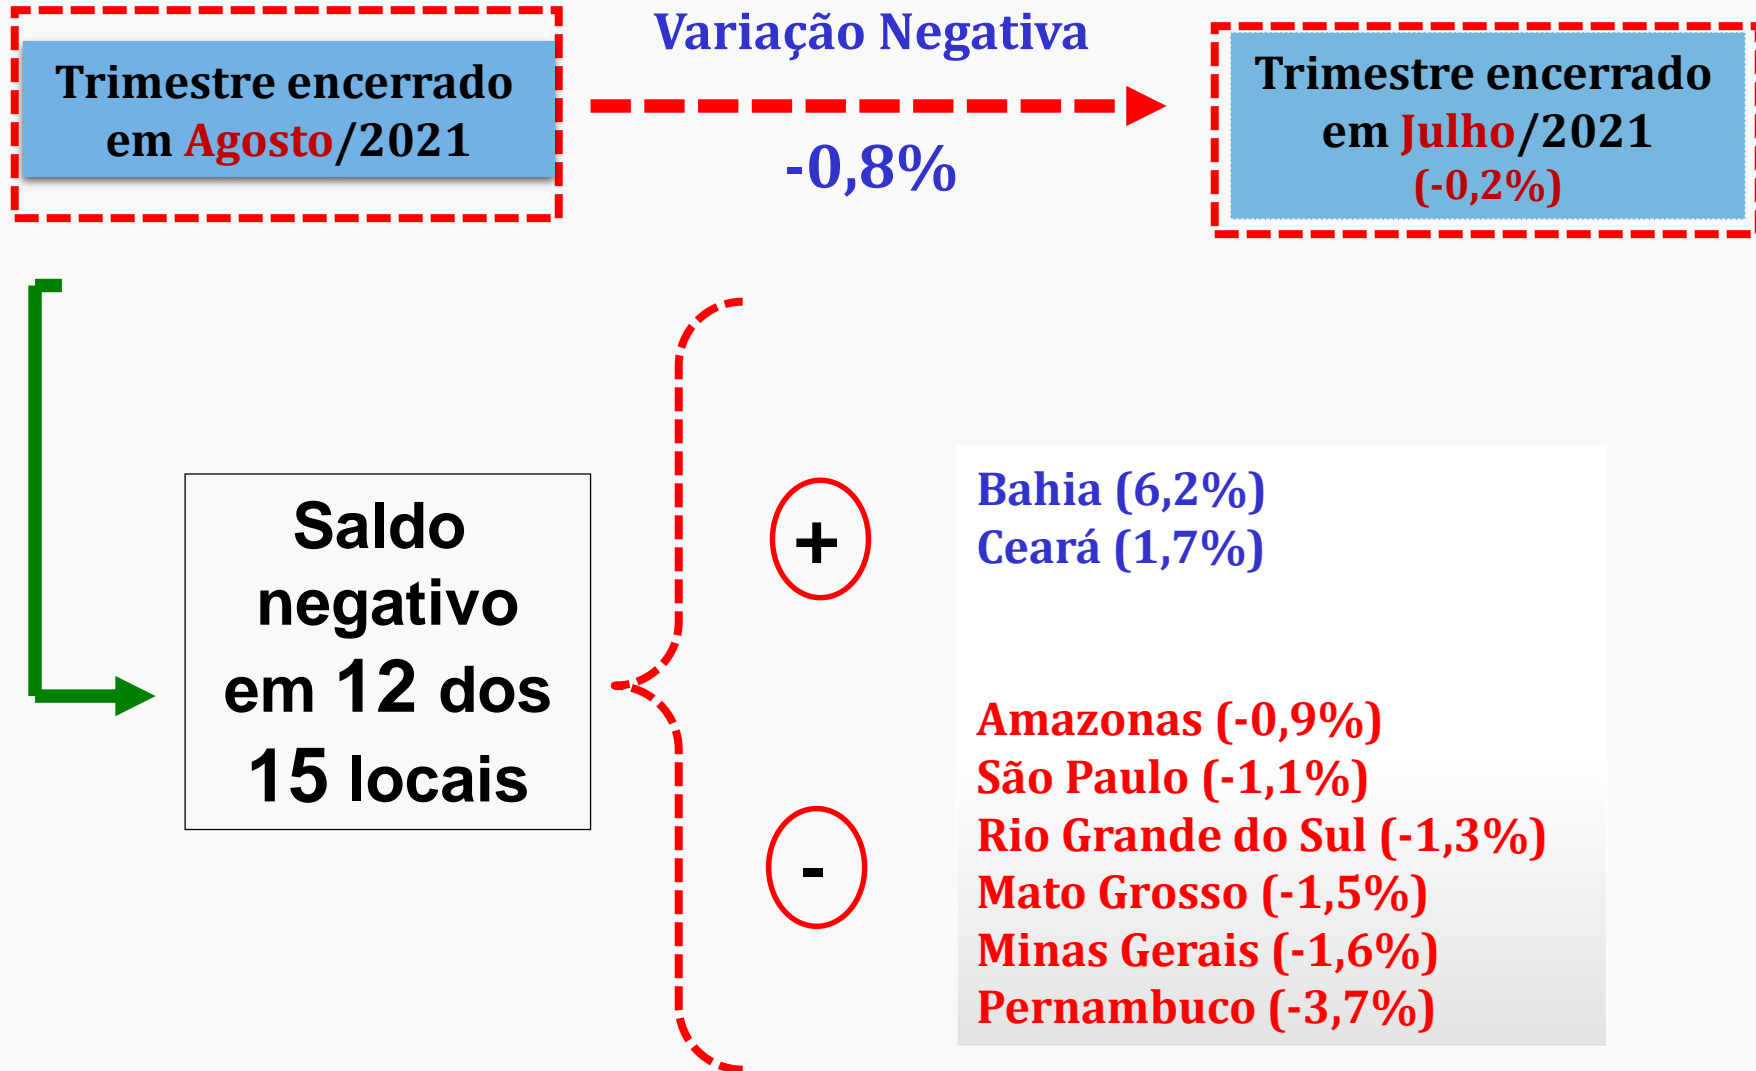 Trimestre encerrado
em Agosto/2021
Variação Negativa
-0,8%
Trimestre encerrado
em Julho/2021
(-0,2%)
Saldo
negativo
em 12 dos
15 locais
+
Bahia (6,2%)
Ceará (1,7%)
-
Amazonas (-0,9%)
São Paulo (-1,1%)
Rio Grande do Sul (-1,3%)
Mato Grosso (-1,5%)
Minas Gerais (-1,6%)
Pernambuco (-3,7%)